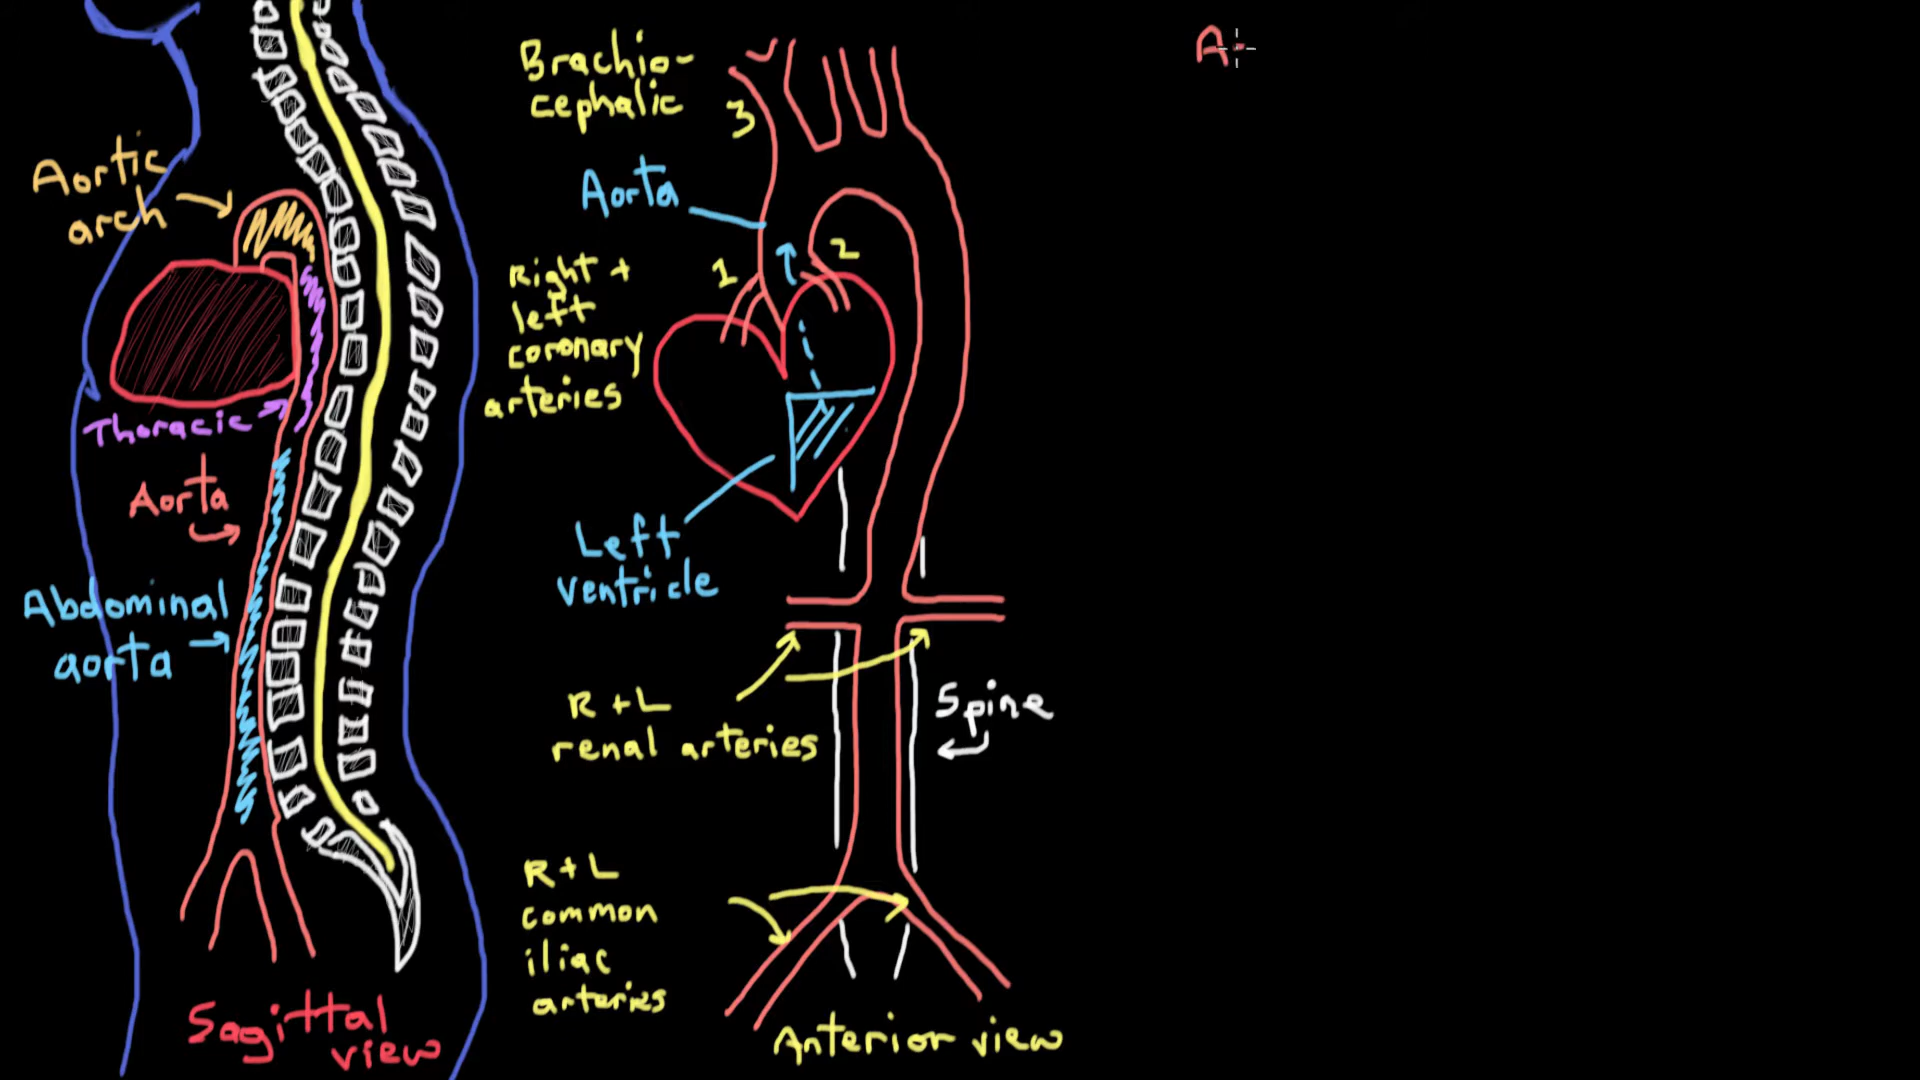 Aortic
arch
Thoracic
Aorta
Abdominal
aorta
Sagittal
view
Brachio-
cephalic
3
Aorta
Right +
left
coronary
arteries
1
2
Left
ventricle
R + L
renal arteries
Spine
R + L
common
iliac
arteries
Anterior view
A